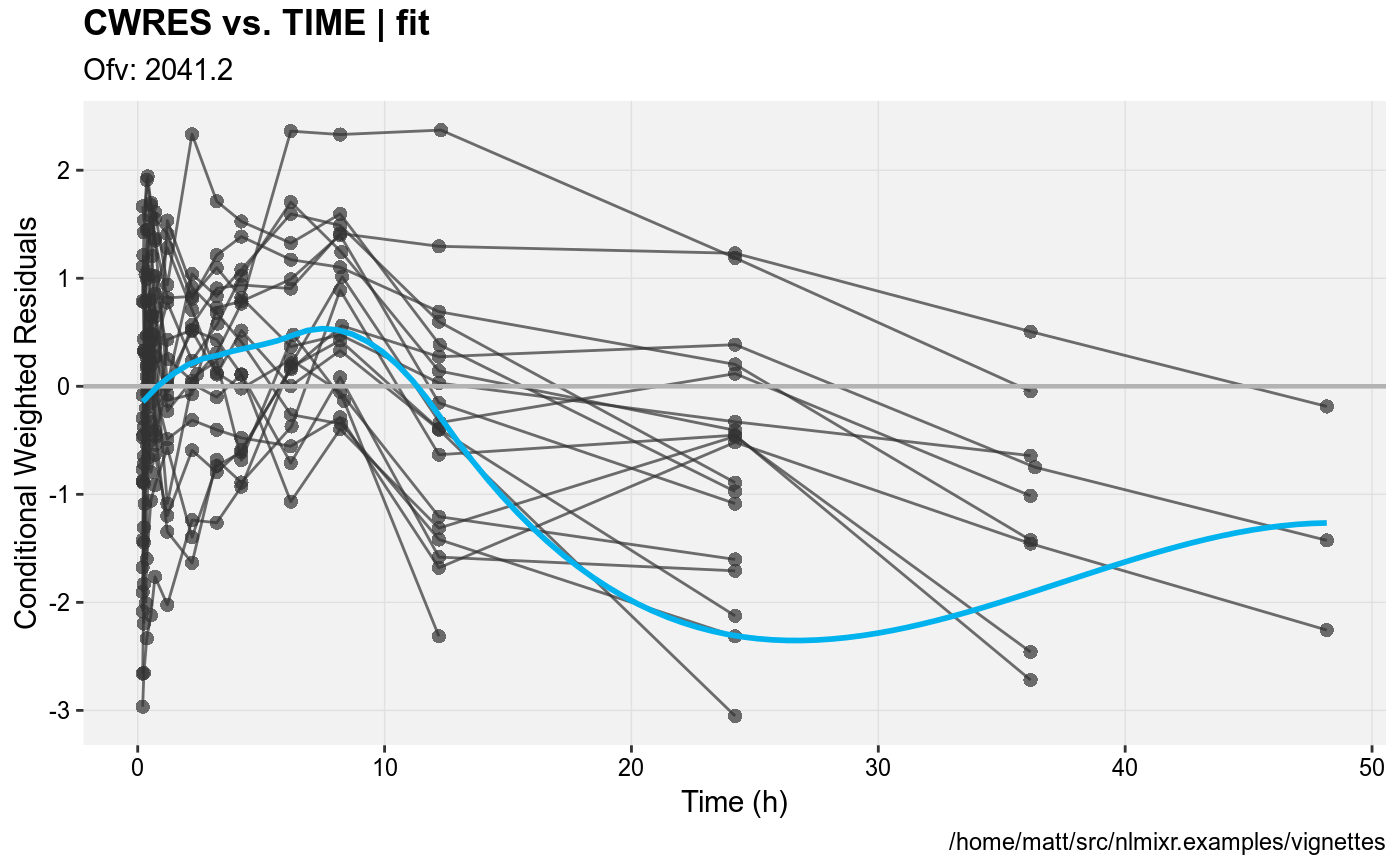 CWRES vs. TIME | fit
Ofv: 2041.2
Conditional Weighted Residuals
2
1
0
-1
-2
-3
0 10 20 30 40 50
Time (h)
/home/matt/src/nlmixr.examples/vignettes